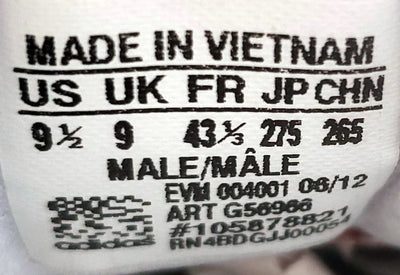 MADE IN VIETNAM
US UK FR JP CHN
9½ 9 43⅓ 275 265
MALE/MÂLE
EVM 004001 06/12
ART G56966
#105878821
adidas